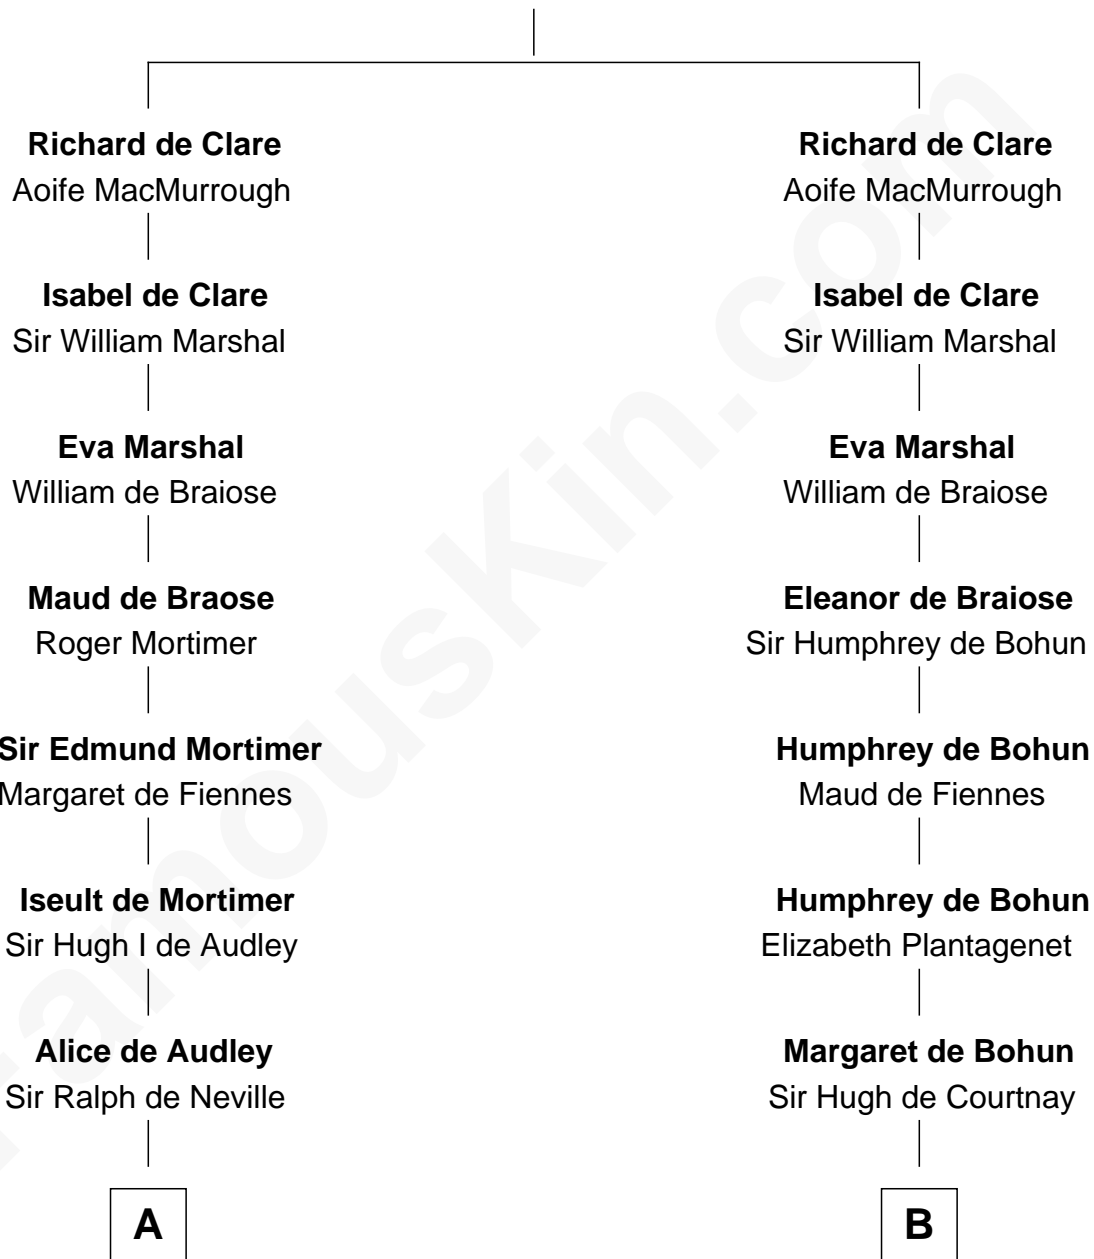 Richard de Clare
Aoife MacMurrough
Isabel de Clare
Sir William Marshal
Eva Marshal
William de Braiose
Maud de Braose
Roger Mortimer
Sir Edmund Mortimer
Margaret de Fiennes
Iseult de Mortimer
Sir Hugh I de Audley
Alice de Audley
Sir Ralph de Neville
A
Richard de Clare
Aoife MacMurrough
Isabel de Clare
Sir William Marshal
Eva Marshal
William de Braiose
Eleanor de Braiose
Sir Humphrey de Bohun
Humphrey de Bohun
Maud de Fiennes
Humphrey de Bohun
Elizabeth Plantagenet
Margaret de Bohun
Sir Hugh de Courtnay
B
FamousKin.com